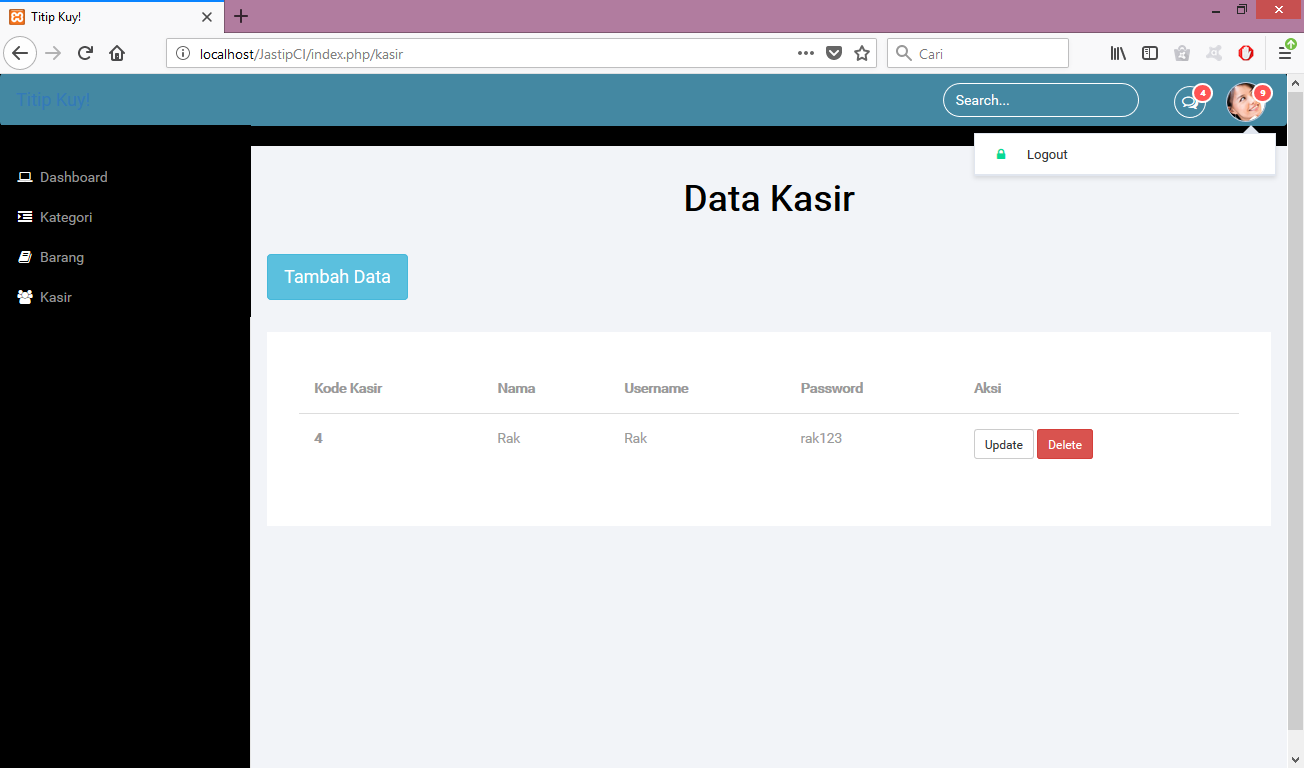 Titip Kuy!
localhost/JastipCI/index.php/kasir
Cari
Titip Kuy!
Search...
4
9
Logout
Dashboard
Kategori
Barang
Kasir
Data Kasir
Tambah Data
Kode Kasir Nama Username Password Aksi
4 Rak Rak rak123 Update Delete